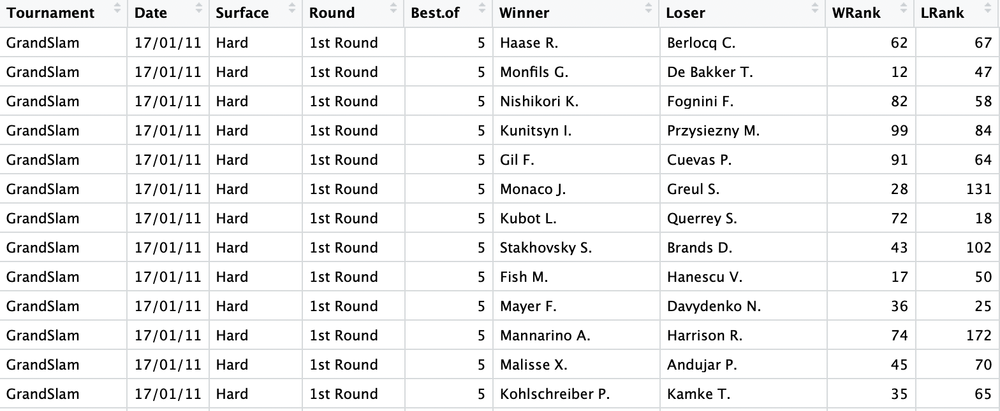 Tournament Date Surface Round Best.of Winner Loser WRank LRank
GrandSlam 17/01/11 Hard 1st Round 5 Haase R. Berlocq C. 62 67
GrandSlam 17/01/11 Hard 1st Round 5 Monfils G. De Bakker T. 12 47
GrandSlam 17/01/11 Hard 1st Round 5 Nishikori K. Fognini F. 82 58
GrandSlam 17/01/11 Hard 1st Round 5 Kunitsyn I. Przysiezny M. 99 84
GrandSlam 17/01/11 Hard 1st Round 5 Gil F. Cuevas P. 91 64
GrandSlam 17/01/11 Hard 1st Round 5 Monaco J. Greul S. 28 131
GrandSlam 17/01/11 Hard 1st Round 5 Kubot L. Querrey S. 72 18
GrandSlam 17/01/11 Hard 1st Round 5 Stakhovsky S. Brands D. 43 102
GrandSlam 17/01/11 Hard 1st Round 5 Fish M. Hanescu V. 17 50
GrandSlam 17/01/11 Hard 1st Round 5 Mayer F. Davydenko N. 36 25
GrandSlam 17/01/11 Hard 1st Round 5 Mannarino A. Harrison R. 74 172
GrandSlam 17/01/11 Hard 1st Round 5 Malisse X. Andujar P. 45 70
GrandSlam 17/01/11 Hard 1st Round 5 Kohlschreiber P. Kamke T. 35 65